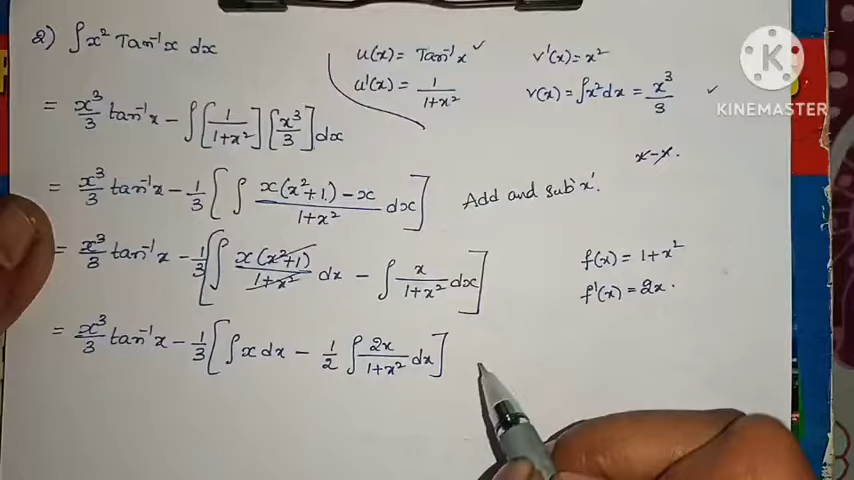 2) ∫x² Tan⁻¹x dx
u(x) = Tan⁻¹x ✓ v'(x) = x²
u'(x) = 1/(1+x²) v(x) = ∫x²dx = x³/3 ✓
K
KINEMASTER
= x³/3 tan⁻¹x - ∫[1/(1+x²)][x³/3]dx
x-x.
= x³/3 tan⁻¹x - 1/3[∫ (x(x²+1) - x)/(1+x²) dx] Add and sub 'x'.
= x³/3 tan⁻¹x - 1/3[∫ x(x²+1)/(1+x²) dx - ∫ x/(1+x²) dx] f(x) = 1+x²
f'(x) = 2x.
= x³/3 tan⁻¹x - 1/3[∫x dx - 1/2 ∫ 2x/(1+x²) dx]